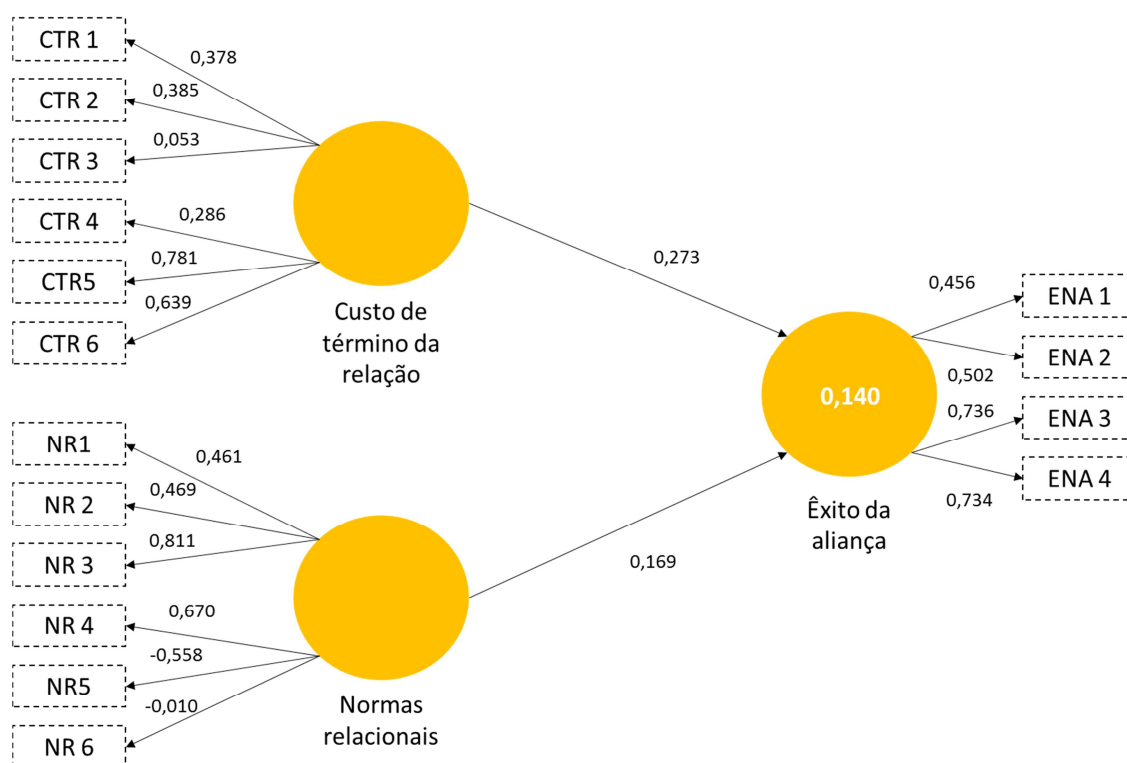 CTR 1
0,378
CTR 2
0,385
CTR 3
0,053
CTR 4
0,286
CTR5
0,781
CTR 6
0,639
Custo de
término da
relação
0,273
NR1
0,461
NR 2
0,469
NR 3
0,811
NR 4
0,670
NR5
-0,558
NR 6
-0,010
Normas
relacionais
0,169
0,140
Êxito da
aliança
0,456
ENA 1
ENA 2
0,502
0,736
ENA 3
ENA 4
0,734